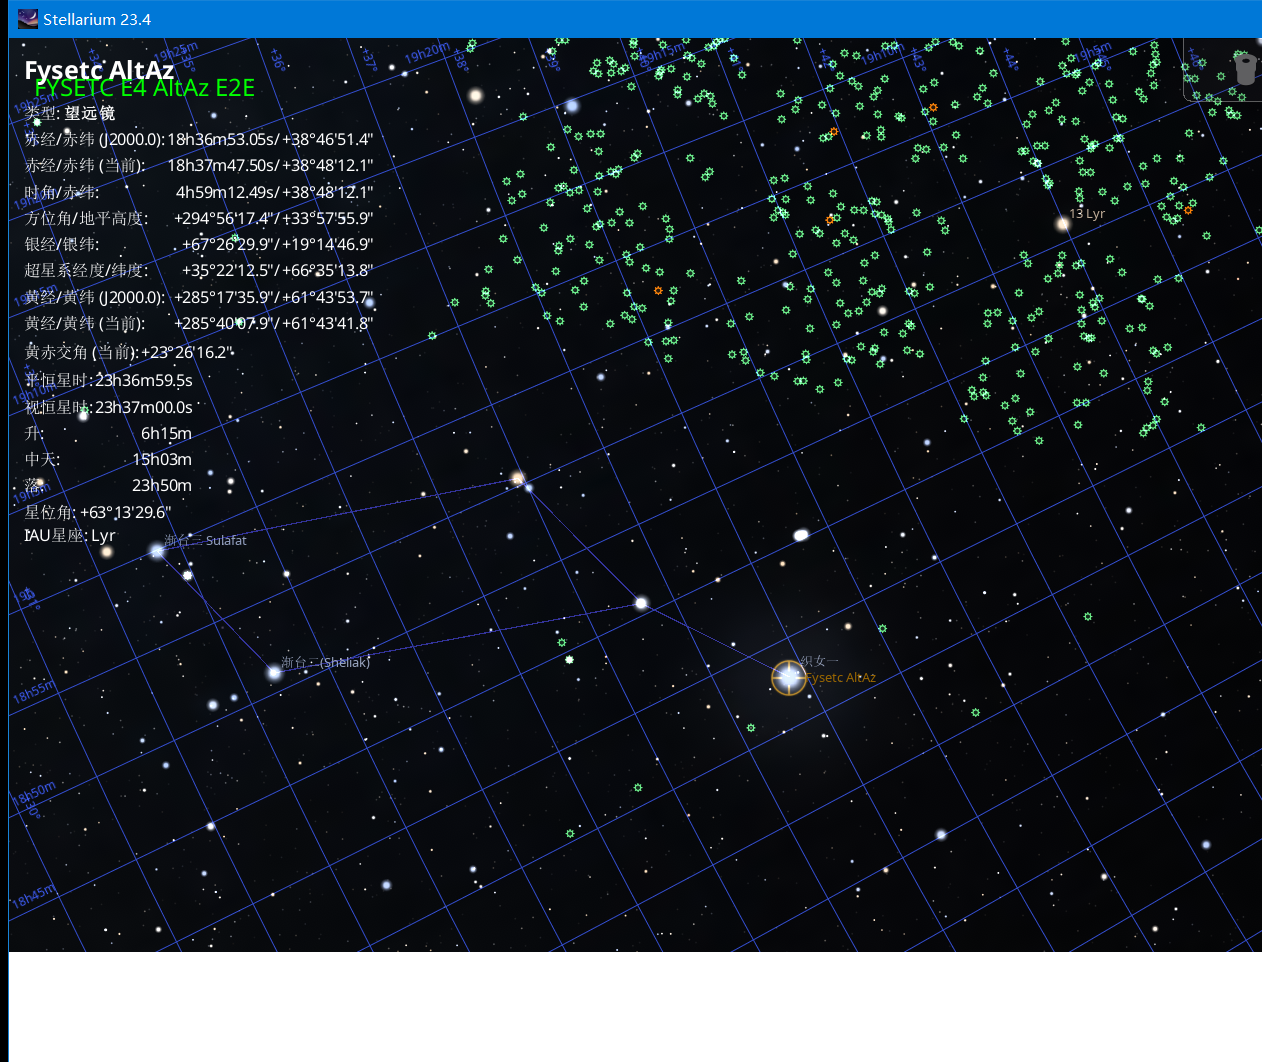 Stellarium 23.4
Fysetc AltAz
FYSETC E4 AltAz E2E
类型: 望远镜
赤经/赤纬 (J2000.0): 18h36m53.05s/+38°46'51.4"
赤经/赤纬 (当前): 18h37m47.50s/+38°48'12.1"
时角/赤纬: 4h59m12.49s/+38°48'12.1"
方位角/地平高度: +294°56'17.4"/+33°57'55.9"
银经/银纬: +67°26'29.9"/+19°14'46.9"
超星系经度/纬度: +35°22'12.5"/+66°35'13.8"
黄经/黄纬 (J2000.0): +285°17'35.9"/+61°43'53.7"
黄经/黄纬 (当前): +285°40'07.9"/+61°43'41.8"
黄赤交角 (当前): +23°26'16.2"
平恒星时: 23h36m59.5s
视恒星时: 23h37m00.0s
升: 6h15m
中天: 15h03m
落: 23h50m
星位角: +63°13'29.6"
IAU星座: Lyr
19h25m
+36°
+37°
19h20m
+38°
19h15m
19h10m
+43°
+44°
19h5m
13 Lyr
19h10m
渐台三 Sulafat
渐台二 (Sheliak)
织女一
Fysetc AltAz
18h55m
18h50m
+30°
18h45m